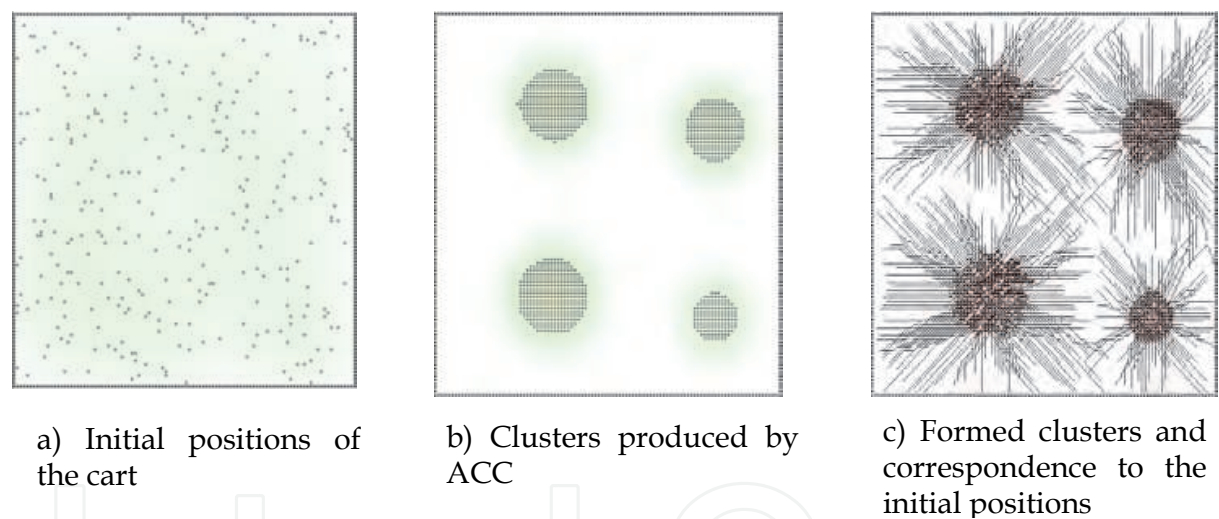 a) Initial positions of
the cart
b) Clusters produced by
ACC
c) Formed clusters and
correspondence to the
initial positions